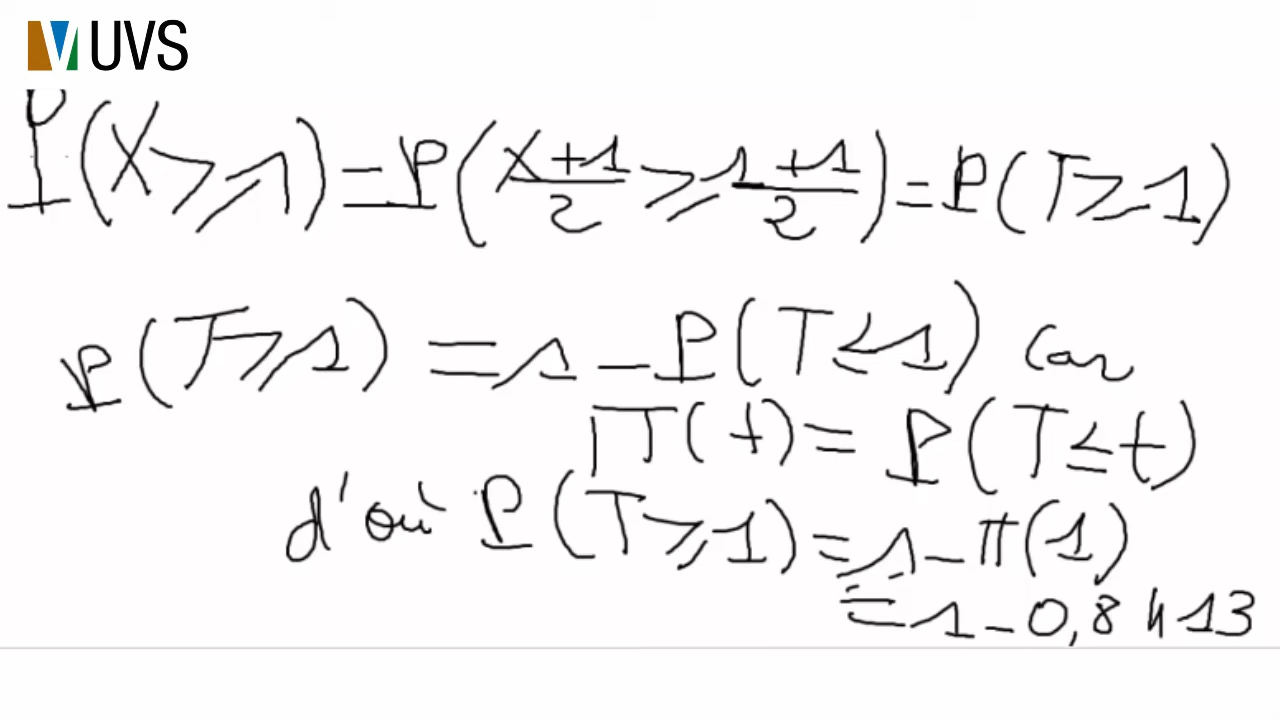 UVS
P(X ⩾ 1) = P(X+1/2 ⩾ 1+1/2) = P(T ⩾ 1)
P(T ⩾ 1) = 1 - P(T ≤ 1) car
Π(t) = P(T ≤ t)
d'où P(T ⩾ 1) = 1 - π(1)
= 1 - 0,8413